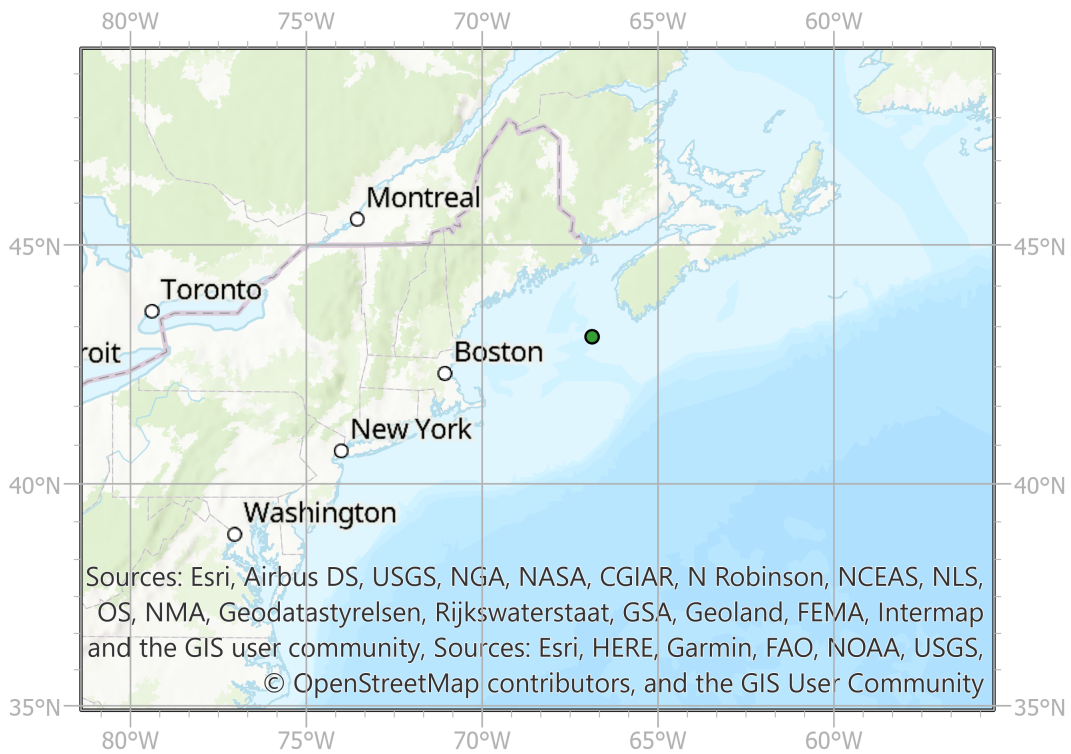 80°W 75°W 70°W 65°W 60°W
Montreal
45°N 45°N
Toronto
roit
Boston
New York
40°N 40°N
Washington
Sources: Esri, Airbus DS, USGS, NGA, NASA, CGIAR, N Robinson, NCEAS, NLS,
OS, NMA, Geodatastyrelsen, Rijkswaterstaat, GSA, Geoland, FEMA, Intermap
and the GIS user community, Sources: Esri, HERE, Garmin, FAO, NOAA, USGS,
© OpenStreetMap contributors, and the GIS User Community
35°N 35°N
80°W 75°W 70°W 65°W 60°W